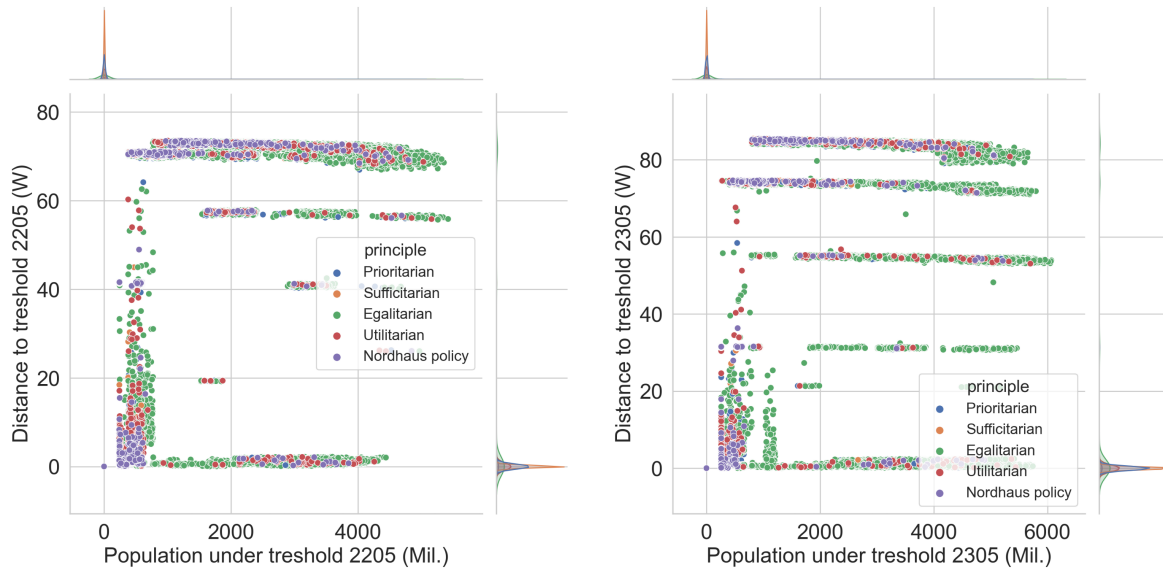 80
60
40
20
0
Distance to treshold 2205 (W)
0
2000
4000
Population under treshold 2205 (Mil.)
principle
Prioritarian
Sufficitarian
Egalitarian
Utilitarian
Nordhaus policy
80
60
40
20
0
Distance to treshold 2305 (W)
0
2000
4000
6000
Population under treshold 2305 (Mil.)
principle
Prioritarian
Sufficitarian
Egalitarian
Utilitarian
Nordhaus policy